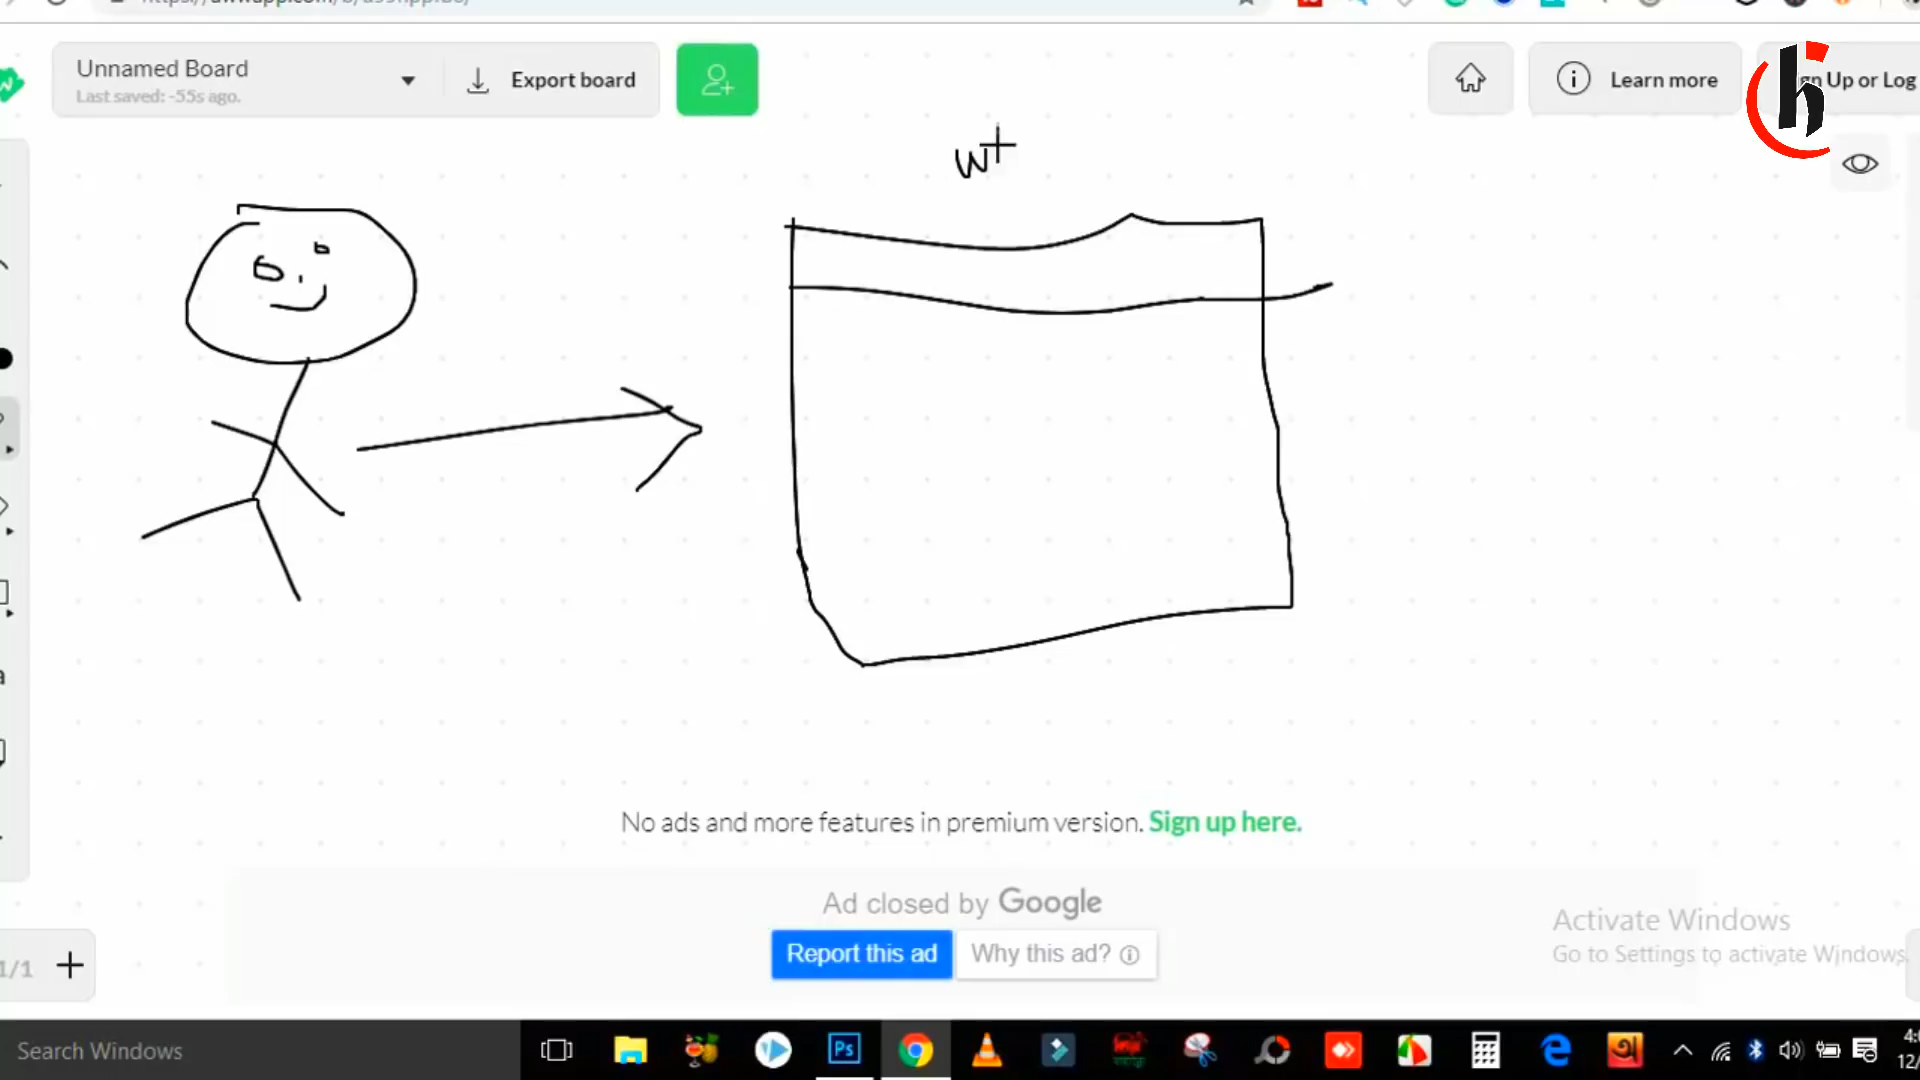 Unnamed Board
Last saved: -55s ago.
Export board
Learn more
Up or Log
w
No ads and more features in premium version. Sign up here.
Ad closed by Google
Report this ad
Why this ad?
Activate Windows
Go to Settings to activate Windows.
1/1
Search Windows
Ps